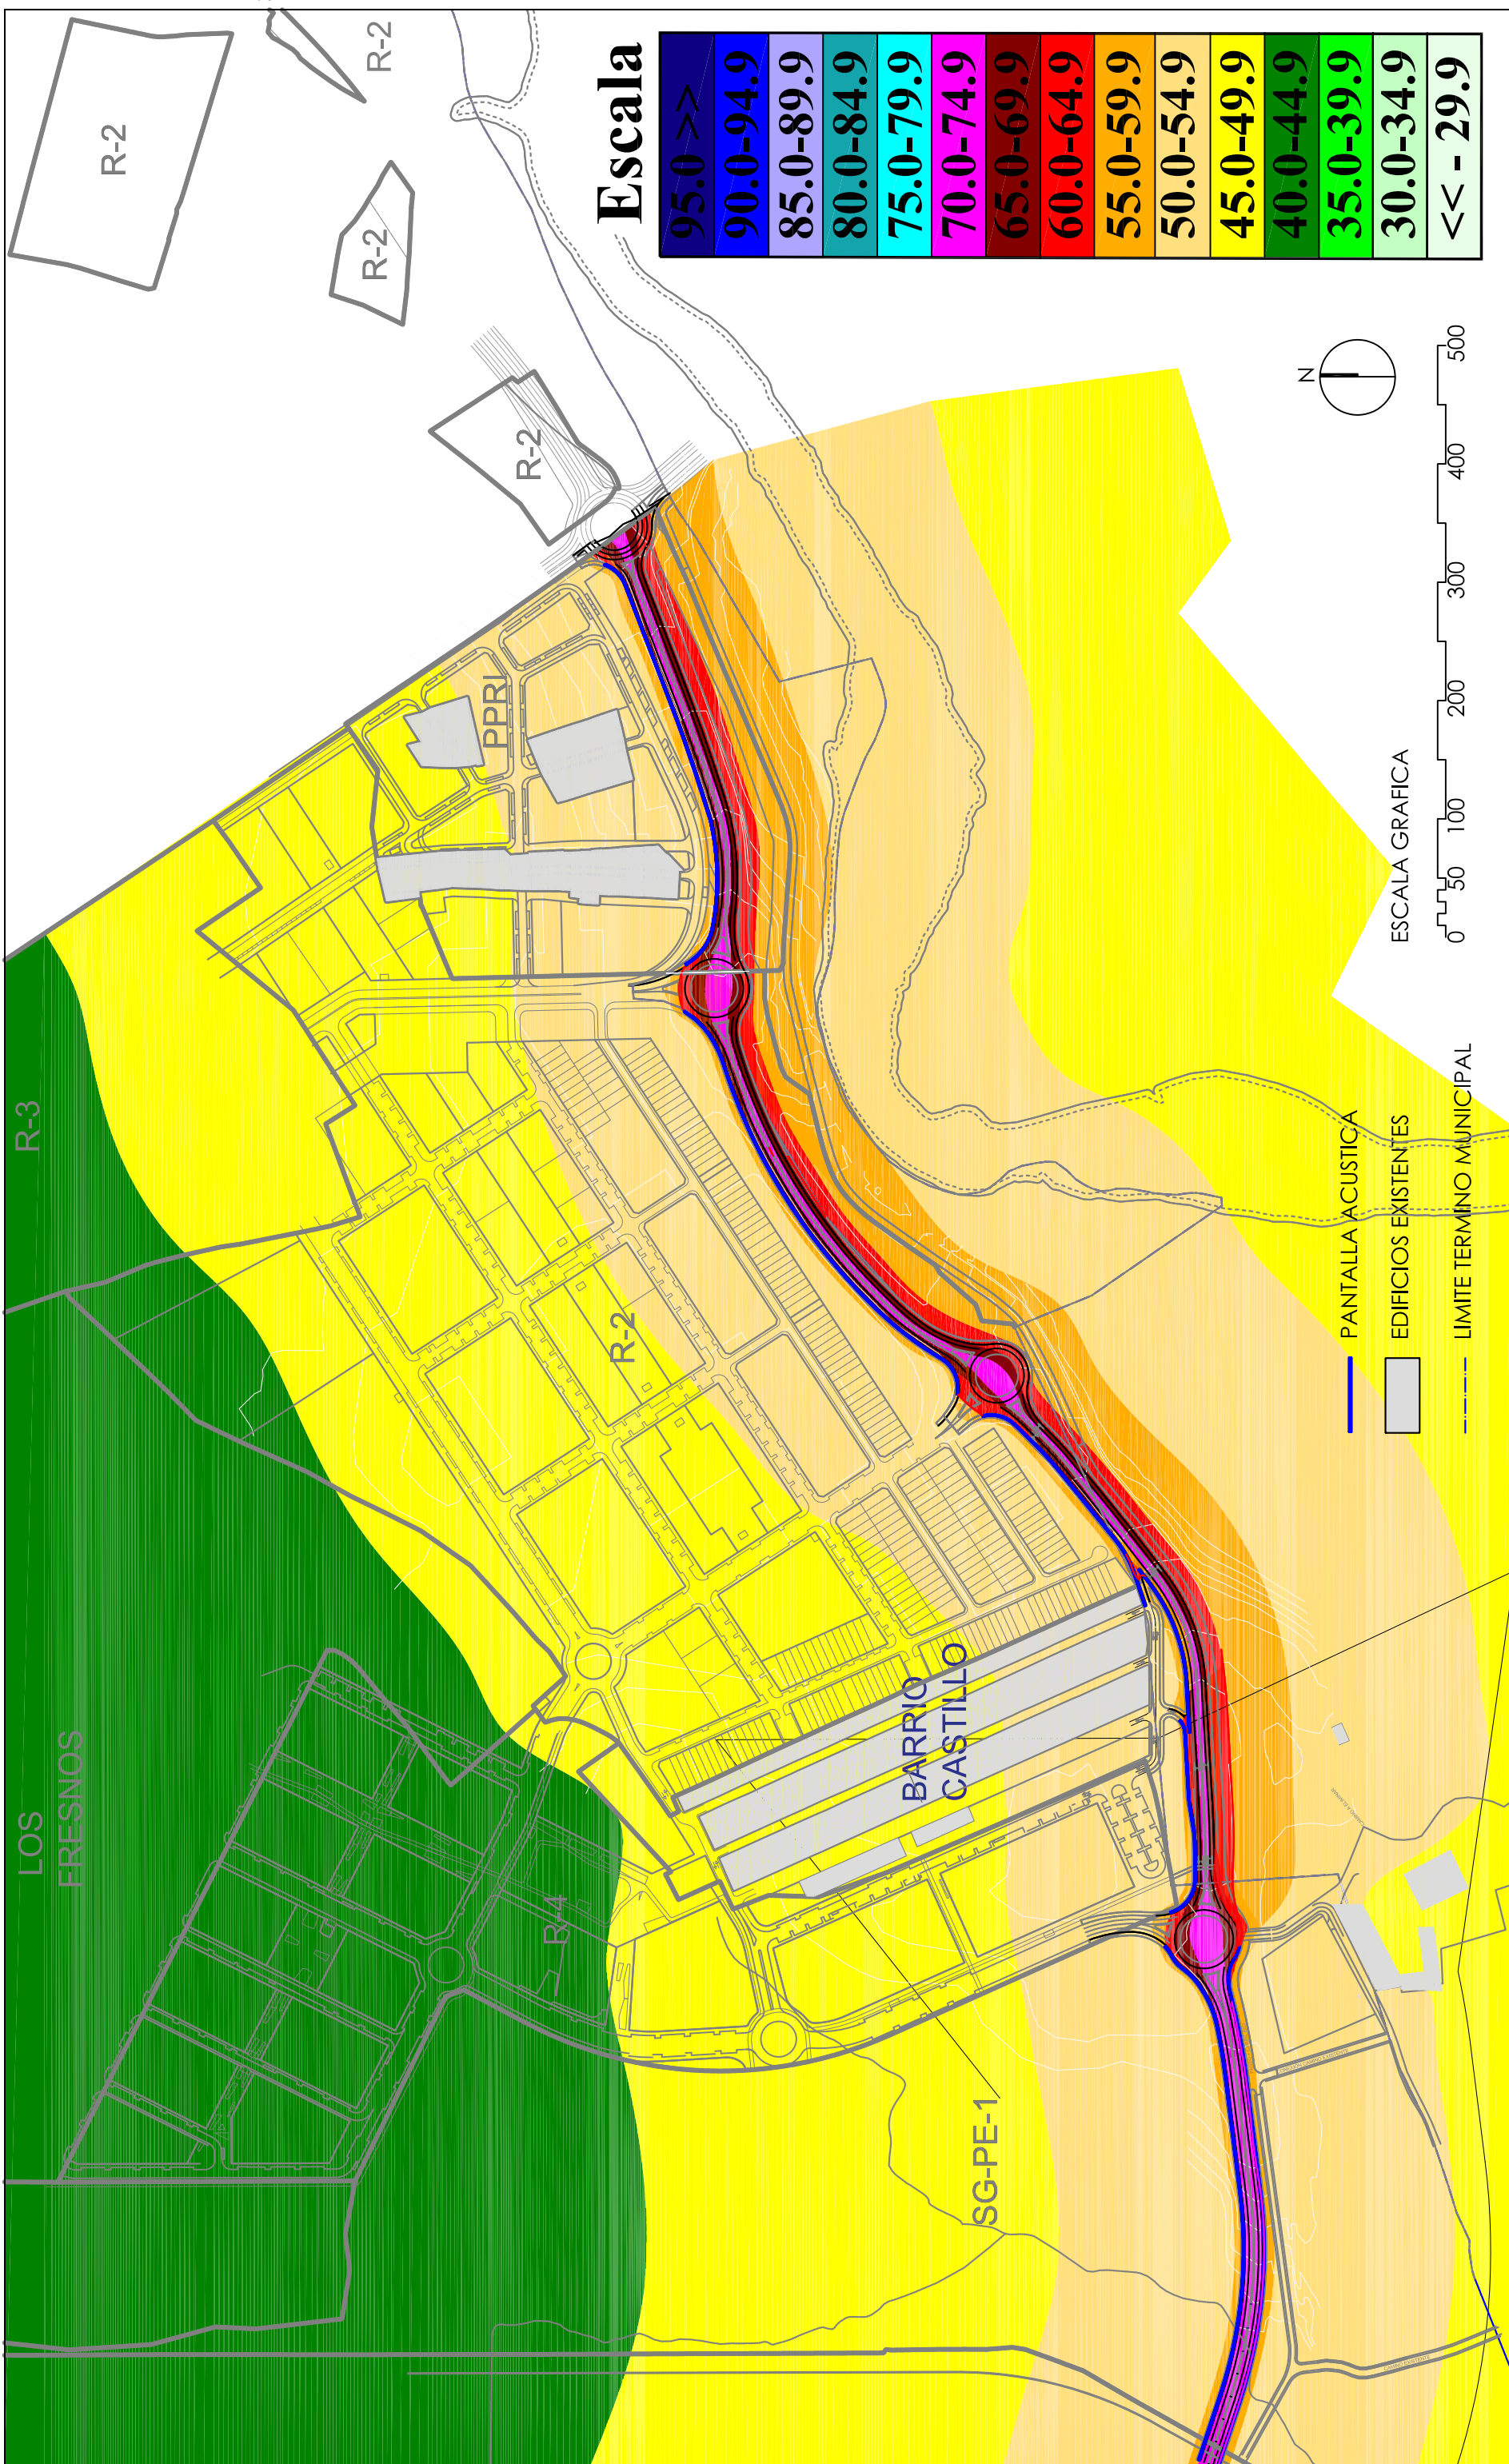 Escala
95.0 >>
90.0-94.9
85.0-89.9
80.0-84.9
75.0-79.9
70.0-74.9
65.0-69.9
60.0-64.9
55.0-59.9
50.0-54.9
45.0-49.9
40.0-44.9
35.0-39.9
30.0-34.9
<< - 29.9
R-2
R-2
R-2
R-2
PPRI
R-3
R-2
LOS
FRESNOS
R-4
BARRIO
CASTILLO
SG-PE-1
N
ESCALA GRAFICA
0 50 100 200 300 400 500
PANTALLA ACUSTICA
EDIFICIOS EXISTENTES
LIMITE TERMINO MUNICIPAL